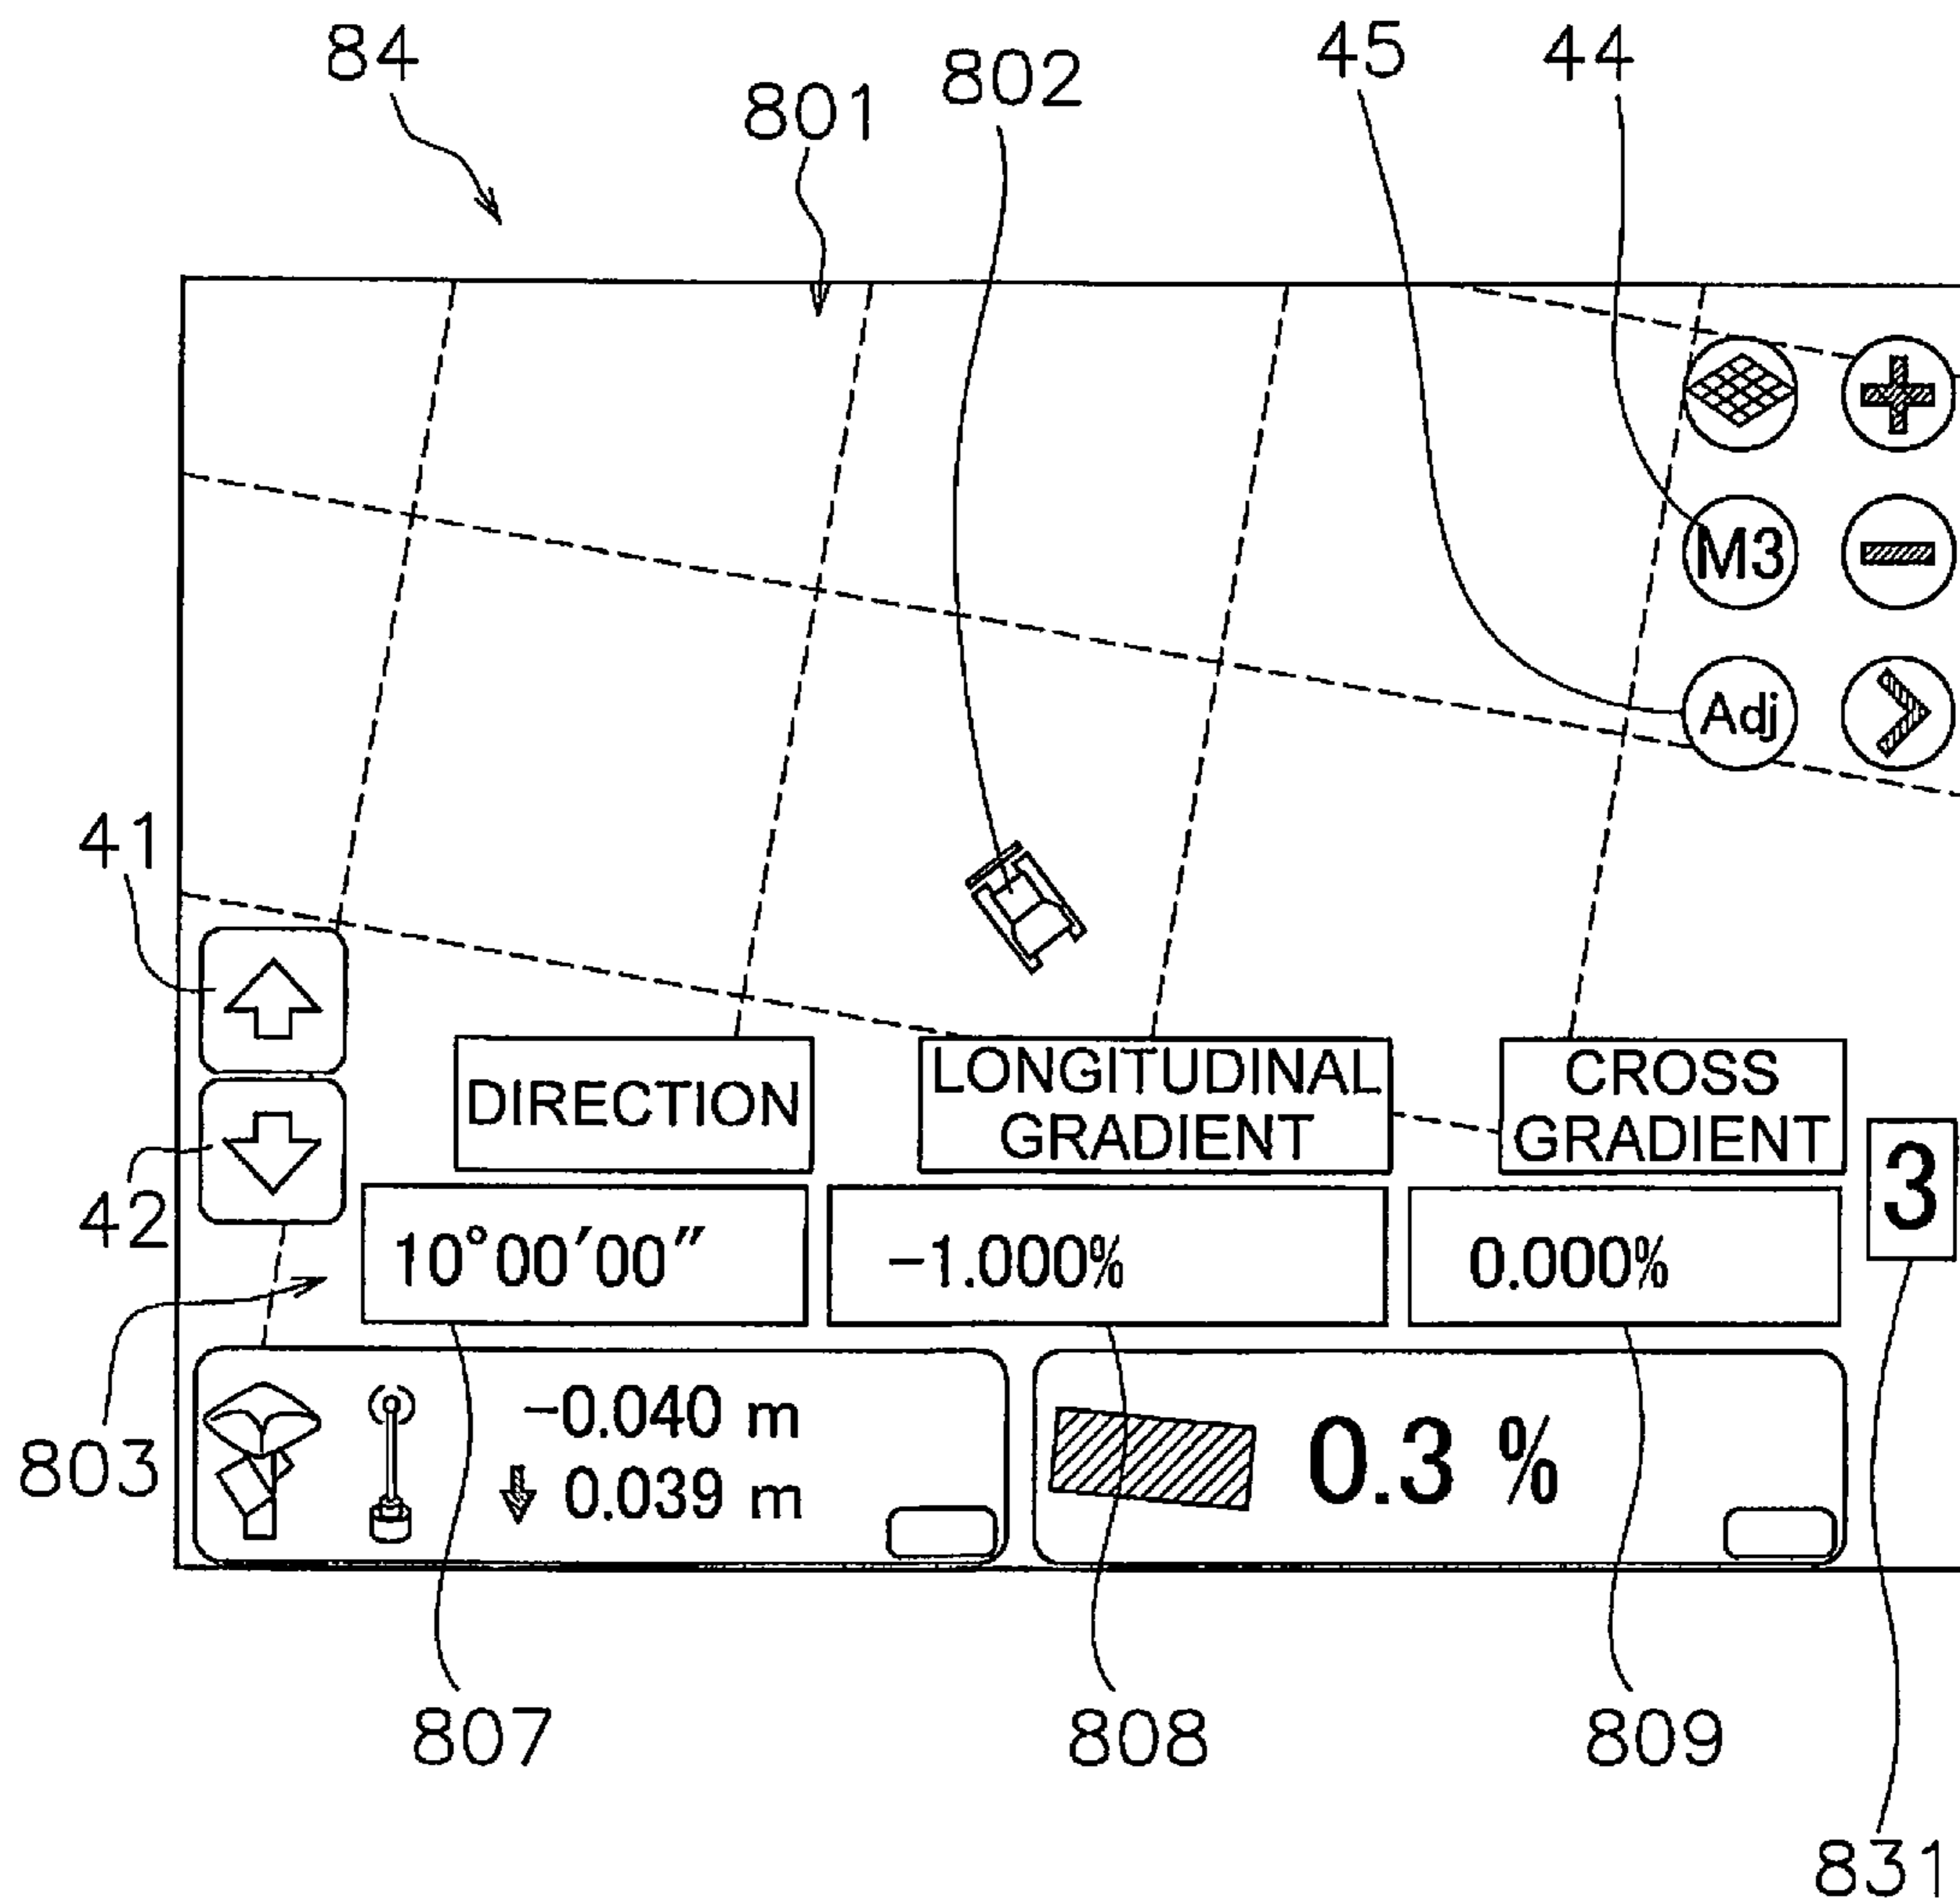 84
801
802
45
44
M3
Adj
41
42
DIRECTION
LONGITUDINAL
GRADIENT
CROSS
GRADIENT
3
10°00′00″
−1.000%
0.000%
803
−0.040 m
0.039 m
0.3 %
807
808
809
831